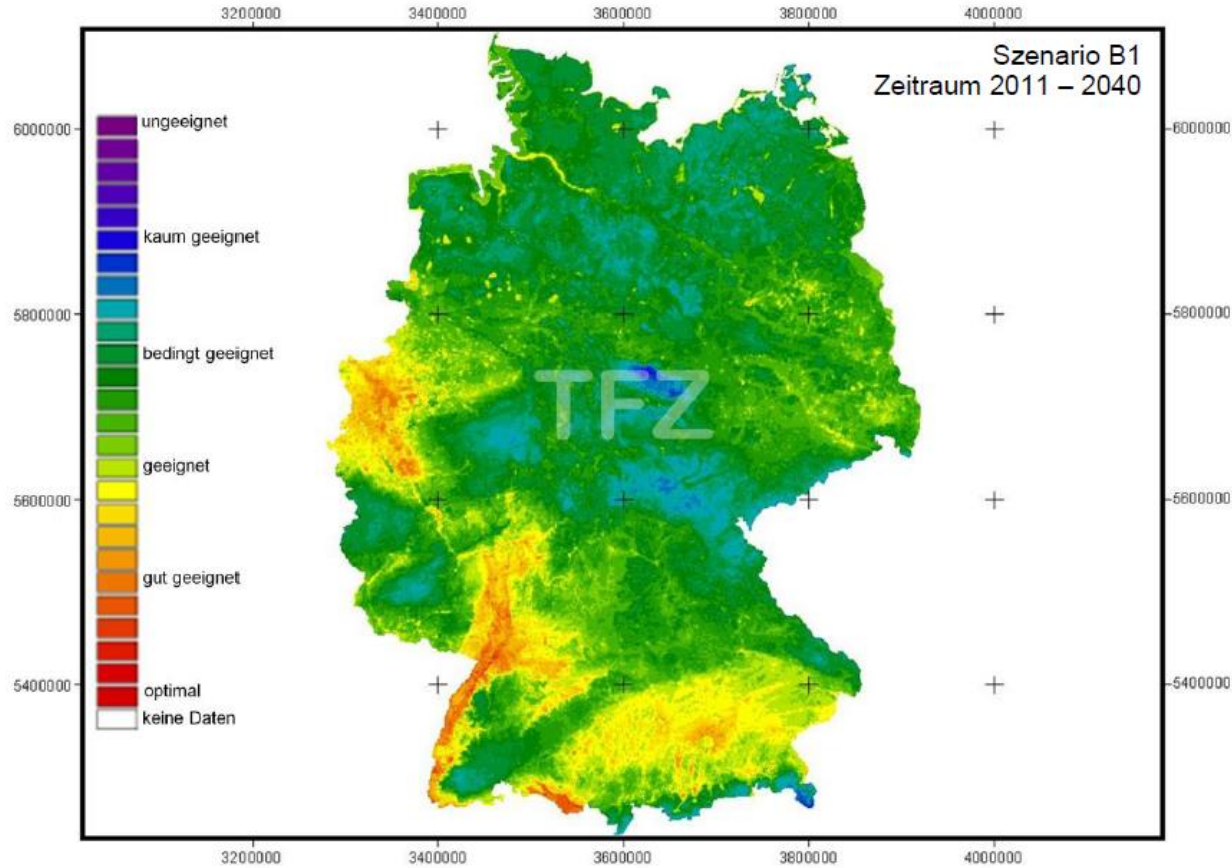 3200000 3400000 3600000 3800000 4000000
Szenario B1
Zeitraum 2011 – 2040
6000000 6000000
5800000 5800000
5600000 5600000
5400000 5400000
ungeeignet
kaum geeignet
bedingt geeignet
geeignet
gut geeignet
optimal
keine Daten
TFZ
3200000 3400000 3600000 3800000 4000000